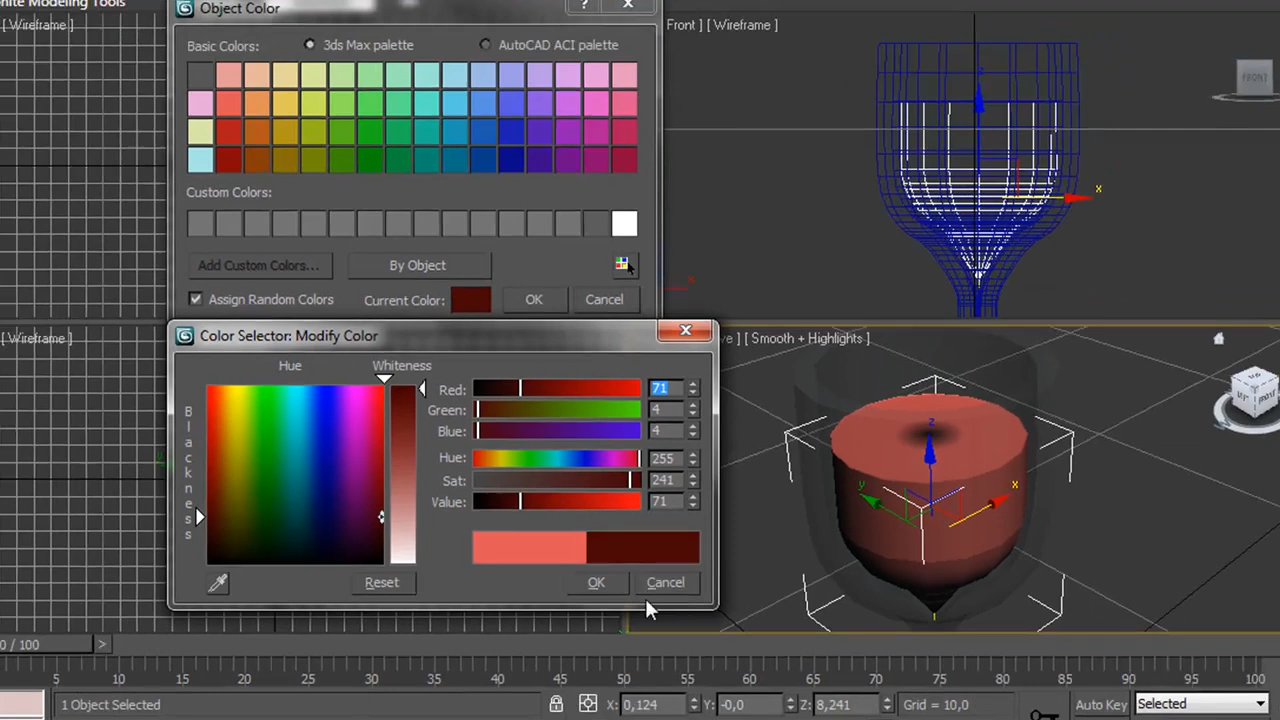 nite Modeling Tools
Object Color
Wireframe ]
Front ] [ Wireframe ]
Basic Colors:
3ds Max palette
AutoCAD ACI palette
FRONT
z
x
Custom Colors:
Add Custom Colors...
By Object
Assign Random Colors
Current Color:
OK
Cancel
x
Wireframe ]
Color Selector: Modify Color
ve ] [ Smooth + Highlights ]
Hue
Whiteness
Blackness
Red:
71
Green:
4
Blue:
4
Hue:
255
Sat:
241
Value:
71
Reset
OK
Cancel
z
y
x
0 / 100
>
5
10
15
20
25
30
35
40
45
50
55
60
65
70
75
80
85
90
95
100
1 Object Selected
X:
0,124
Y:
-0,0
Z:
8,241
Grid = 10,0
Auto Key
Selected